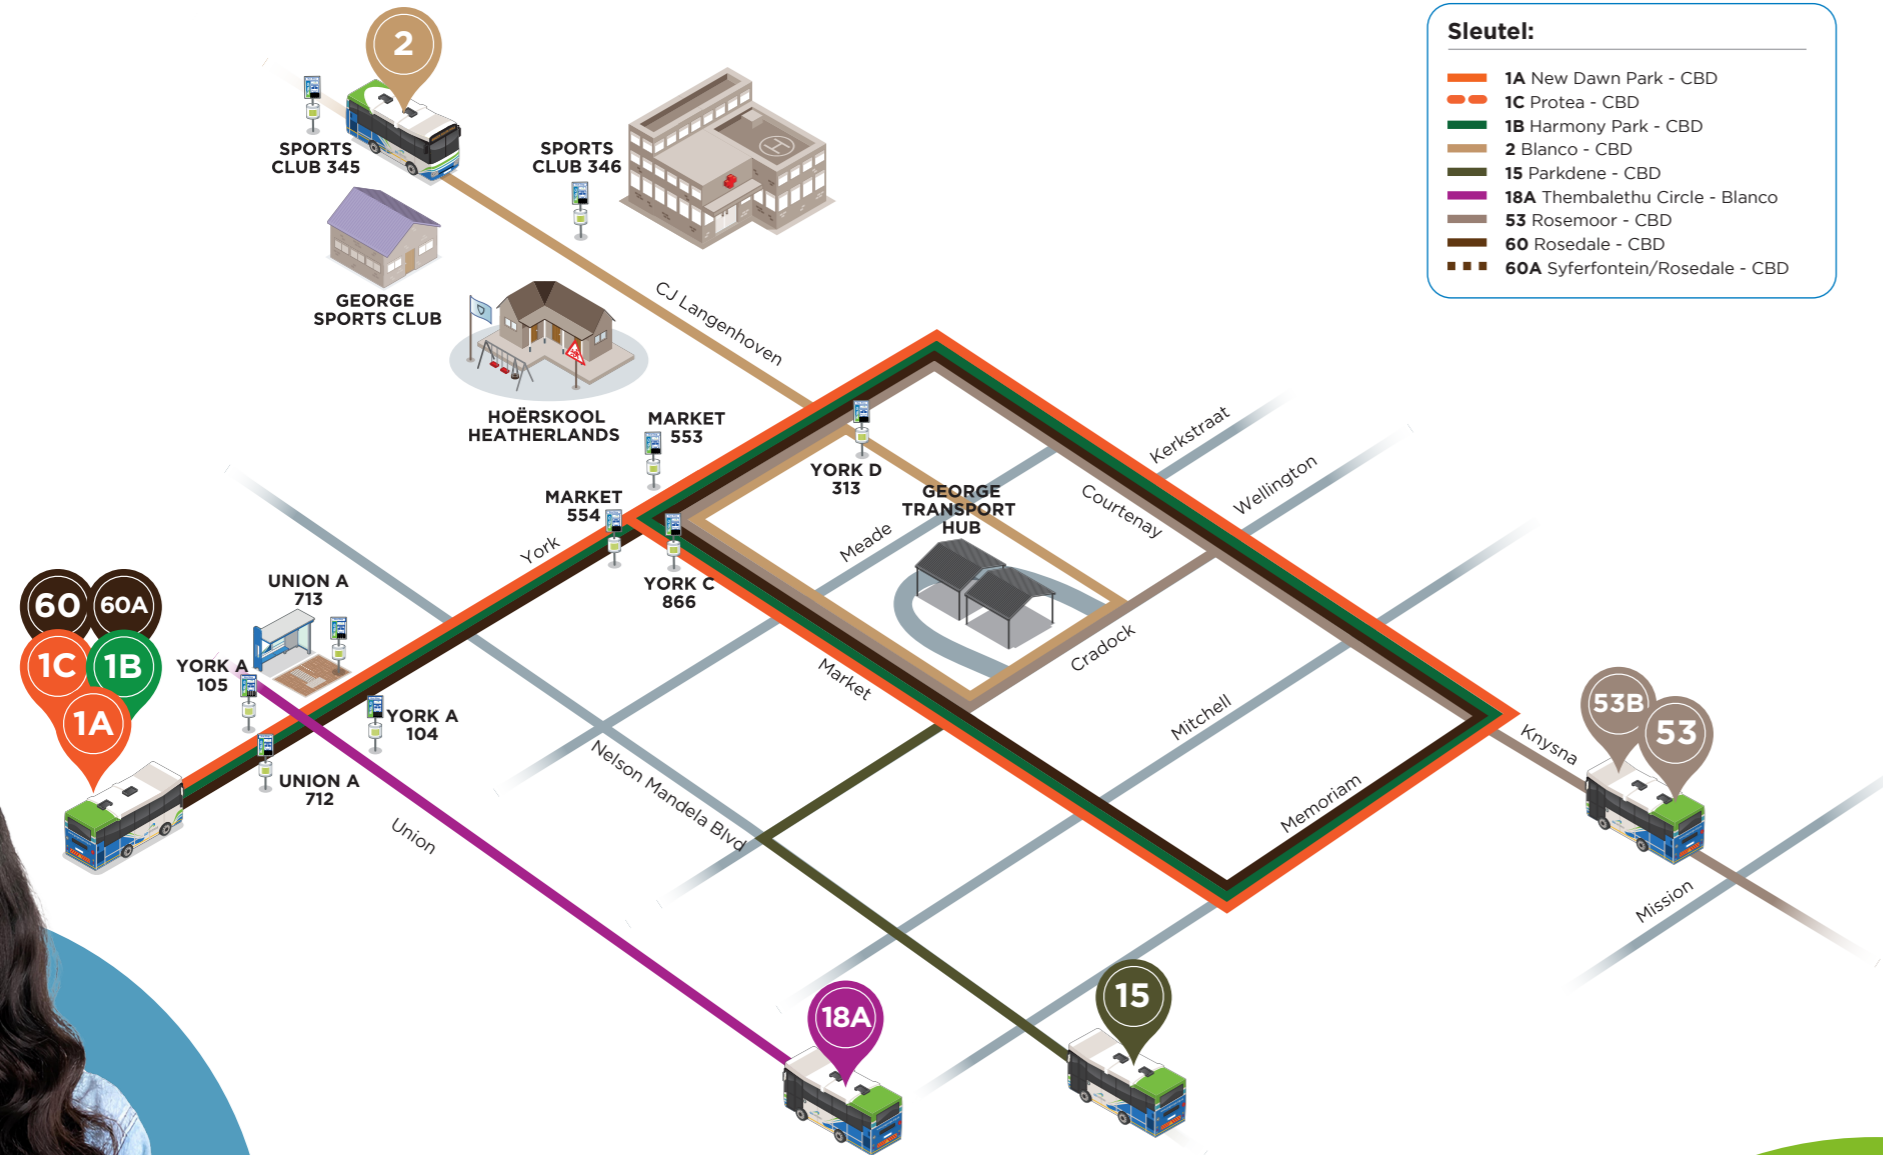 2
Sleutel:
1A New Dawn Park - CBD
1C Protea - CBD
1B Harmony Park - CBD
2 Blanco - CBD
15 Parkdene - CBD
18A Thembalethu Circle - Blanco
53 Rosemoor - CBD
60 Rosedale - CBD
60A Syferfontein/Rosedale - CBD
SPORTS
CLUB 345
SPORTS
CLUB 346
H
GEORGE
SPORTS CLUB
CJ Langenhoven
HOËRSKOOL
HEATHERLANDS
MARKET
553
MARKET
554
York
YORK D
313
GEORGE
TRANSPORT
HUB
Meade
Kerkstraat
Courtenay
Wellington
YORK C
866
Market
Cradock
Mitchell
Memoriam
60
60A
1C
1B
1A
UNION A
713
YORK A
105
YORK A
104
UNION A
712
Union
Nelson Mandela Blvd
Knysna
53B
53
Mission
18A
15